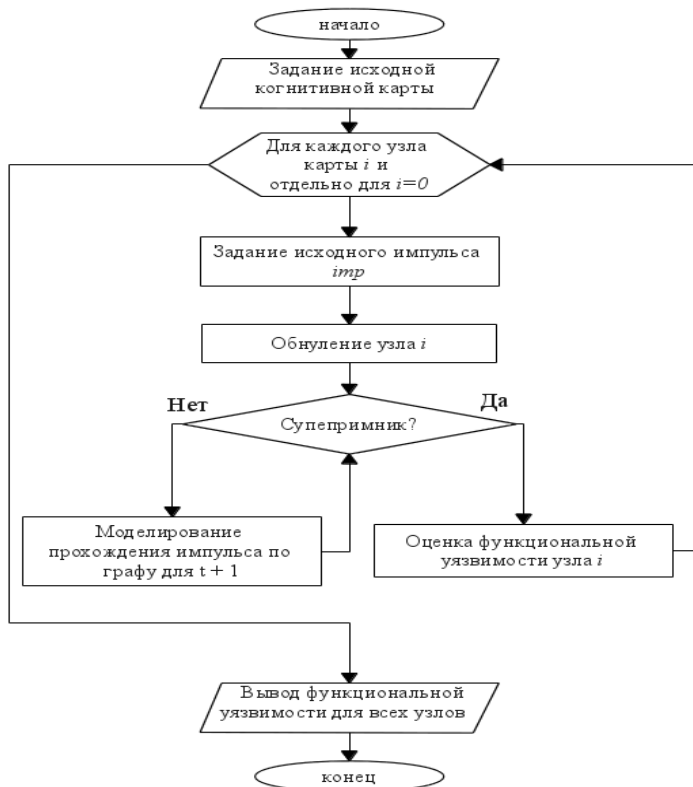 начало
Задание исходной
когнитивной карты
Для каждого узла
карты i и
отдельно для i=0
Задание исходного импульса
imp
Обнуление узла i
Нет
Да
Супепримник?
Моделирование
прохождения импульса по
графу для t + 1
Оценка функциональной
уязвимости узла i
Вывод функциональной
уязвимости для всех узлов
конец